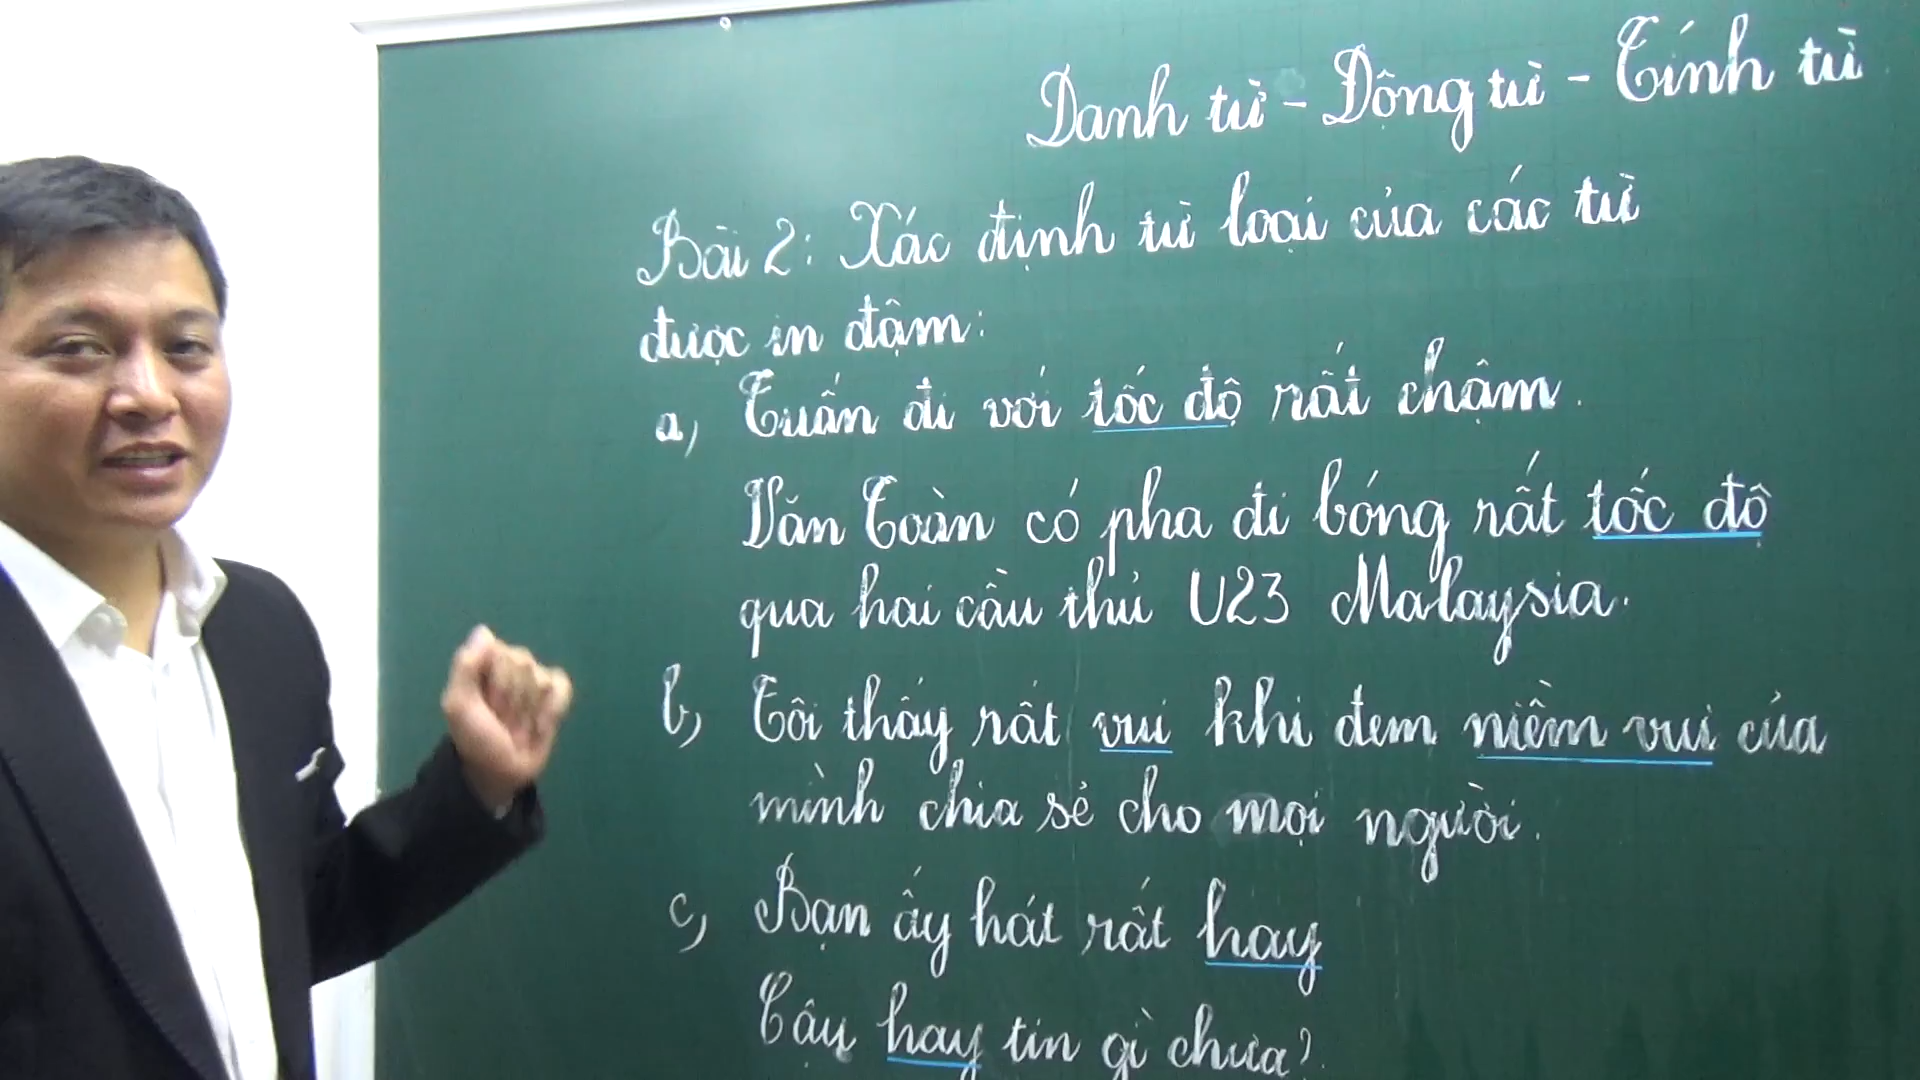 Danh từ - Động từ - Tính từ
Bài 2: Xác định từ loại của các từ
được in đậm:
a, Tuấn đi với tốc độ rất chậm.
Văn Toàn có pha đi bóng rất tốc độ
qua hai cầu thủ U23 Malaysia.
b, Tôi thấy rất vui khi đem niềm vui của
mình chia sẻ cho mọi người.
c, Bạn ấy hát rất hay
Cậu hay tin gì chưa?